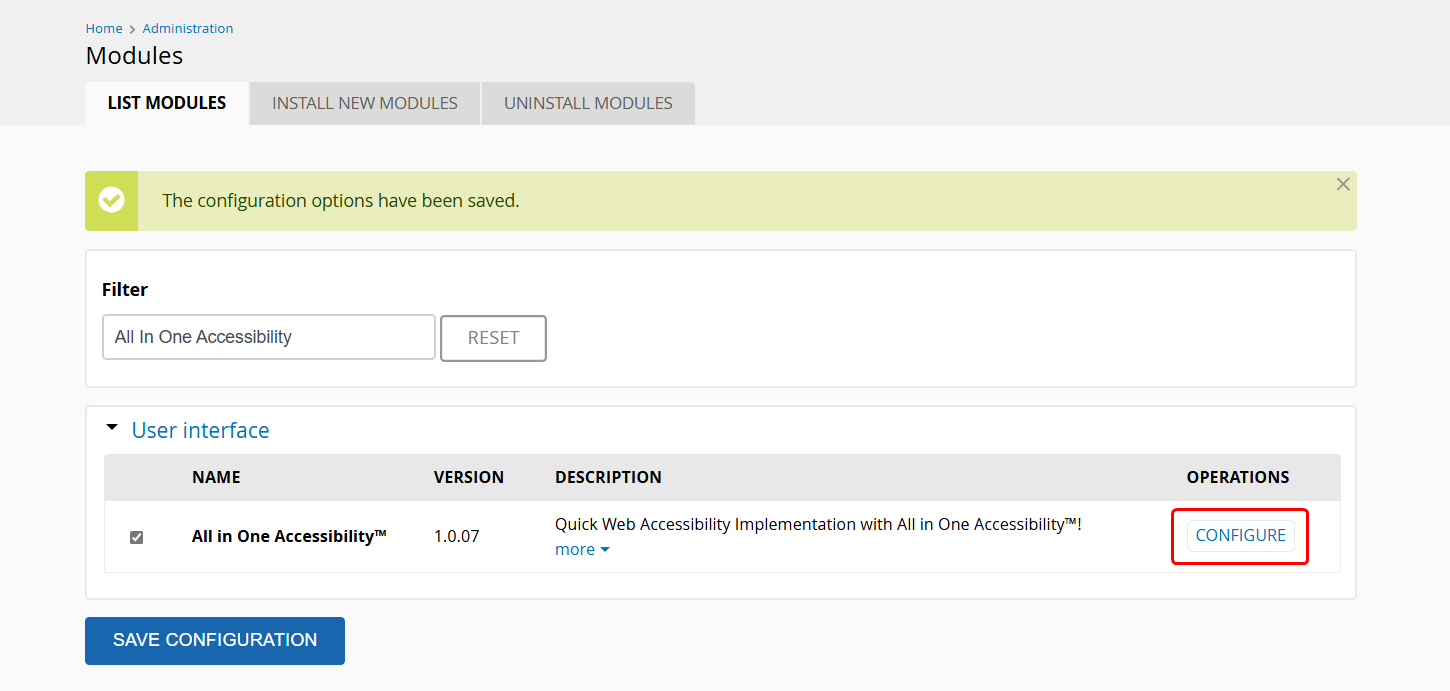 Home > Administration
Modules
LIST MODULES INSTALL NEW MODULES UNINSTALL MODULES
The configuration options have been saved.
Filter
All In One Accessibility RESET
User interface
NAME VERSION DESCRIPTION OPERATIONS
All in One Accessibility™ 1.0.07 Quick Web Accessibility Implementation with All in One Accessibility™! CONFIGURE
more
SAVE CONFIGURATION